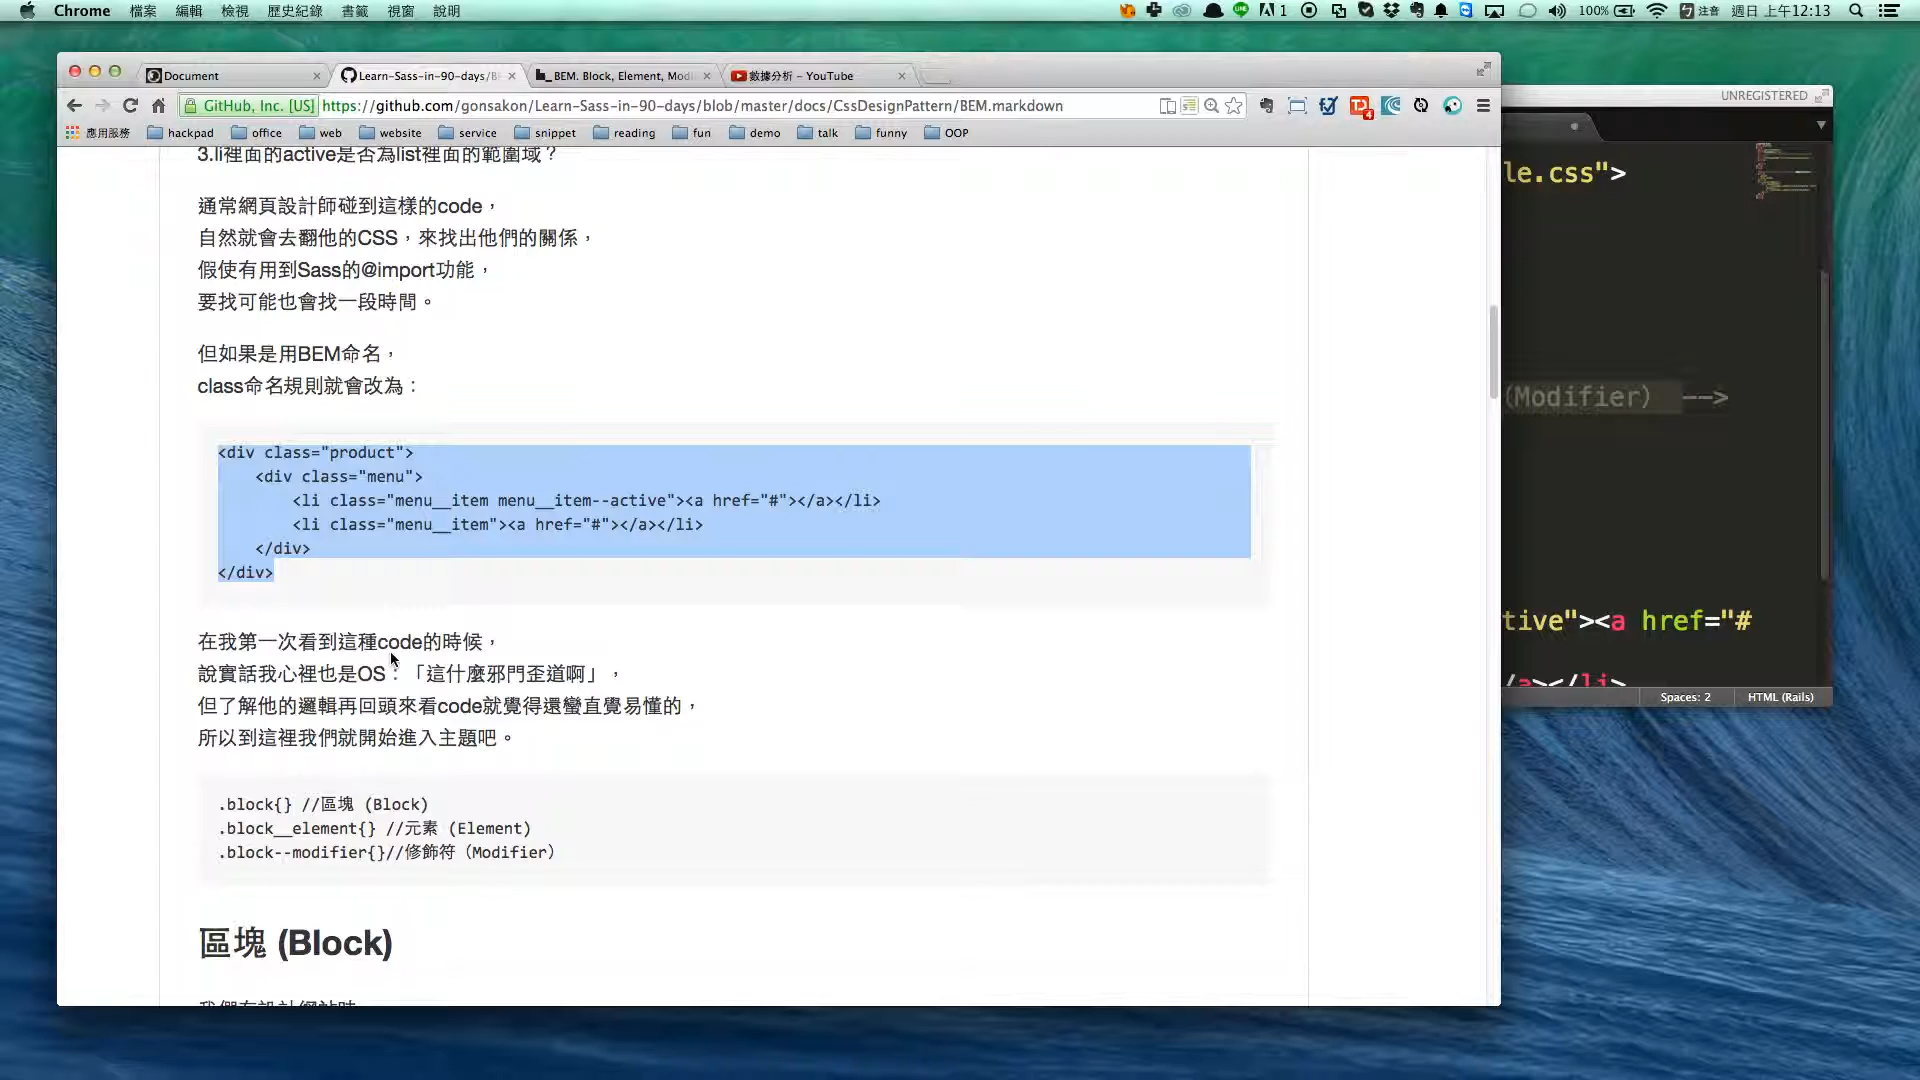 Chrome 檔案 編輯 檢視 歷史紀錄 書籤 視窗 說明 1 100% 注音 週日 上午12:13
Document Learn-Sass-in-90-days/BE BEM. Block, Element, Modi 數據分析 - YouTube
UNREGISTERED
GitHub, Inc. [US] https://github.com/gonsakon/Learn-Sass-in-90-days/blob/master/docs/CssDesignPattern/BEM.markdown 4
應用服務 hackpad office web website service snippet reading fun demo talk funny OOP
3.li裡面的active是否為list裡面的範圍域？
le.css">
通常網頁設計師碰到這樣的code，
自然就會去翻他的CSS，來找出他們的關係，
假使有用到Sass的@import功能，
要找可能也會找一段時間。
但如果是用BEM命名，
class命名規則就會改為：
(Modifier) -->
<div class="product">
<div class="menu">
<li class="menu__item menu__item--active"><a href="#"></a></li>
<li class="menu__item"><a href="#"></a></li>
</div>
</div>
tive"><a href="#
/a></li>
在我第一次看到這種code的時候，
說實話我心裡也是OS：「這什麼邪門歪道啊」，
但了解他的邏輯再回頭來看code就覺得還蠻直覺易懂的，
所以到這裡我們就開始進入主題吧。
Spaces: 2 HTML (Rails)
.block{} //區塊 (Block)
.block__element{} //元素 (Element)
.block--modifier{}//修飾符 (Modifier)
區塊 (Block)
我們在設計網站時